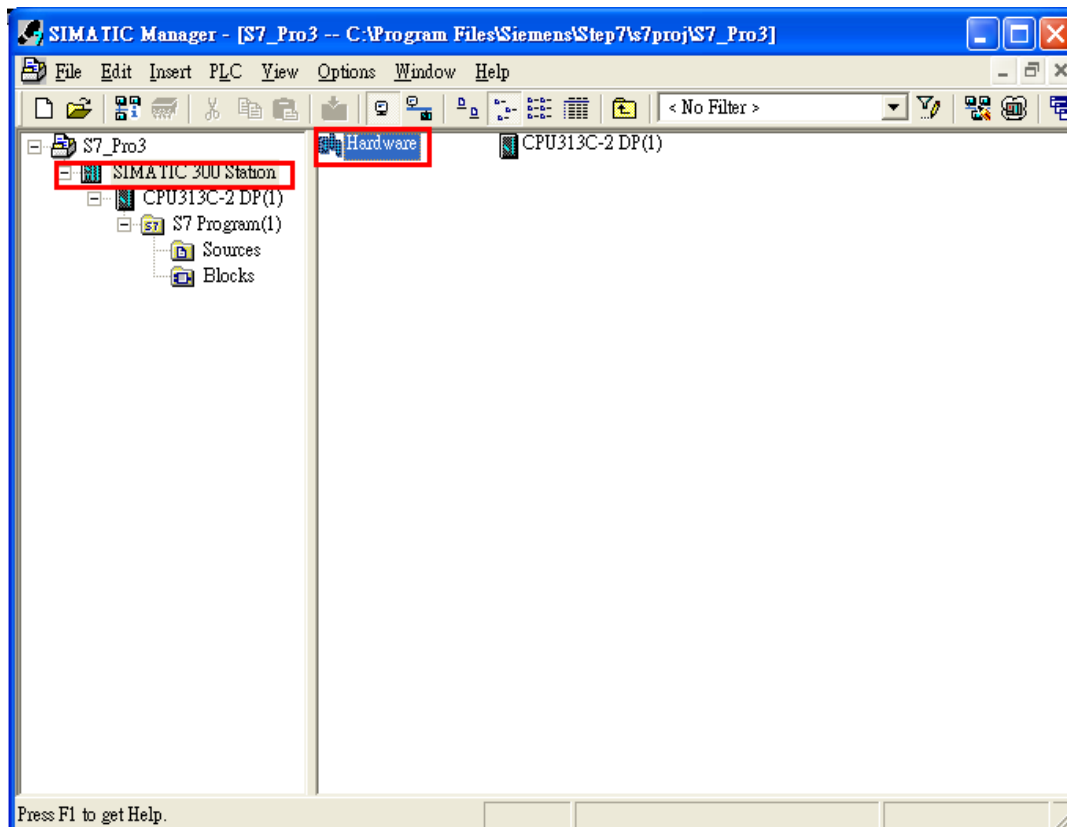 SIMATIC Manager - [S7_Pro3 -- C:\Program Files\Siemens\Step7\s7proj\S7_Pro3]
File Edit Insert PLC View Options Window Help
< No Filter >
S7_Pro3
SIMATIC 300 Station
CPU313C-2 DP(1)
S7 Program(1)
Sources
Blocks
Hardware
CPU313C-2 DP(1)
Press F1 to get Help.